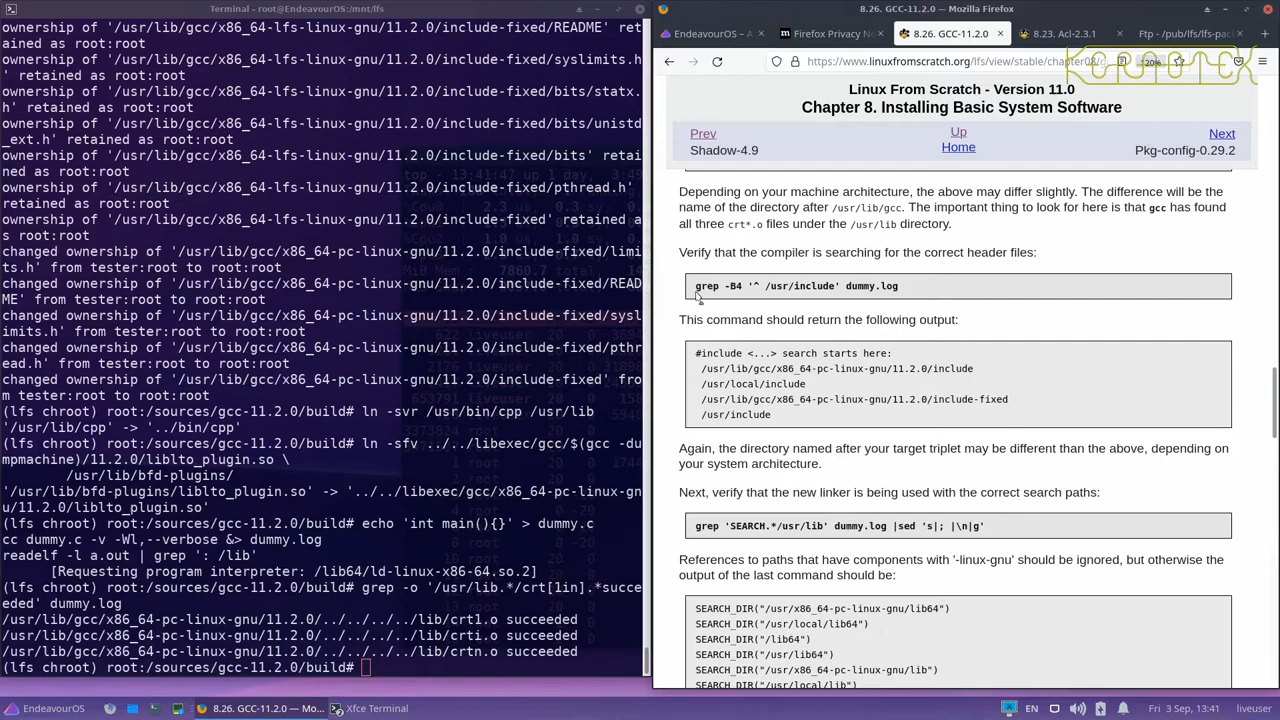 Terminal - root@EndeavourOS:/mnt/lfs
ownership of '/usr/lib/gcc/x86_64-lfs-linux-gnu/11.2.0/include-fixed/README' ret
ained as root:root
ownership of '/usr/lib/gcc/x86_64-lfs-linux-gnu/11.2.0/include-fixed/syslimits.h
' retained as root:root
ownership of '/usr/lib/gcc/x86_64-lfs-linux-gnu/11.2.0/include-fixed/bits/statx.
h' retained as root:root
ownership of '/usr/lib/gcc/x86_64-lfs-linux-gnu/11.2.0/include-fixed/bits/unistd
_ext.h' retained as root:root
ownership of '/usr/lib/gcc/x86_64-lfs-linux-gnu/11.2.0/include-fixed/bits' retai
ned as root:root
ownership of '/usr/lib/gcc/x86_64-lfs-linux-gnu/11.2.0/include-fixed/pthread.h'
retained as root:root
ownership of '/usr/lib/gcc/x86_64-lfs-linux-gnu/11.2.0/include-fixed' retained a
s root:root
changed ownership of '/usr/lib/gcc/x86_64-pc-linux-gnu/11.2.0/include-fixed/limi
ts.h' from tester:root to root:root
changed ownership of '/usr/lib/gcc/x86_64-pc-linux-gnu/11.2.0/include-fixed/READ
ME' from tester:root to root:root
changed ownership of '/usr/lib/gcc/x86_64-pc-linux-gnu/11.2.0/include-fixed/sysl
imits.h' from tester:root to root:root
changed ownership of '/usr/lib/gcc/x86_64-pc-linux-gnu/11.2.0/include-fixed/pthr
ead.h' from tester:root to root:root
changed ownership of '/usr/lib/gcc/x86_64-pc-linux-gnu/11.2.0/include-fixed' fro
m tester:root to root:root
(lfs chroot) root:/sources/gcc-11.2.0/build# ln -svr /usr/bin/cpp /usr/lib
'/usr/lib/cpp' -> '../bin/cpp'
(lfs chroot) root:/sources/gcc-11.2.0/build# ln -sfv ../../libexec/gcc/$(gcc -du
mpmachine)/11.2.0/liblto_plugin.so \
/usr/lib/bfd-plugins/
'/usr/lib/bfd-plugins/liblto_plugin.so' -> '../../libexec/gcc/x86_64-pc-linux-gn
u/11.2.0/liblto_plugin.so'
(lfs chroot) root:/sources/gcc-11.2.0/build# echo 'int main(){}' > dummy.c
cc dummy.c -v -Wl,--verbose &> dummy.log
readelf -l a.out | grep ': /lib'
[Requesting program interpreter: /lib64/ld-linux-x86-64.so.2]
(lfs chroot) root:/sources/gcc-11.2.0/build# grep -o '/usr/lib.*/crt[1in].*succe
eded' dummy.log
/usr/lib/gcc/x86_64-pc-linux-gnu/11.2.0/../../../../lib/crt1.o succeeded
/usr/lib/gcc/x86_64-pc-linux-gnu/11.2.0/../../../../lib/crti.o succeeded
/usr/lib/gcc/x86_64-pc-linux-gnu/11.2.0/../../../../lib/crtn.o succeeded
(lfs chroot) root:/sources/gcc-11.2.0/build#
8.26. GCC-11.2.0 — Mozilla Firefox
EndeavourOS –
Firefox Privacy No
8.26. GCC-11.2.0
8.23. Acl-2.3.1
Ftp - /pub/lfs/lfs-pac
https://www.linuxfromscratch.org/lfs/view/stable/chapter08/
120%
Linux From Scratch - Version 11.0
Chapter 8. Installing Basic System Software
Prev
Up
Next
Shadow-4.9
Home
Pkg-config-0.29.2
Depending on your machine architecture, the above may differ slightly. The difference will be the
name of the directory after /usr/lib/gcc. The important thing to look for here is that gcc has found
all three crt*.o files under the /usr/lib directory.
Verify that the compiler is searching for the correct header files:
grep -B4 '^ /usr/include' dummy.log
This command should return the following output:
#include <...> search starts here:
/usr/lib/gcc/x86_64-pc-linux-gnu/11.2.0/include
/usr/local/include
/usr/lib/gcc/x86_64-pc-linux-gnu/11.2.0/include-fixed
/usr/include
Again, the directory named after your target triplet may be different than the above, depending on
your system architecture.
Next, verify that the new linker is being used with the correct search paths:
grep 'SEARCH.*/usr/lib' dummy.log |sed 's|; |\n|g'
References to paths that have components with '-linux-gnu' should be ignored, but otherwise the
output of the last command should be:
SEARCH_DIR("/usr/x86_64-pc-linux-gnu/lib64")
SEARCH_DIR("/usr/local/lib64")
SEARCH_DIR("/lib64")
SEARCH_DIR("/usr/lib64")
SEARCH_DIR("/usr/x86_64-pc-linux-gnu/lib")
SEARCH_DIR("/usr/local/lib")
EndeavourOS
8.26. GCC-11.2.0 — Mo...
Xfce Terminal
EN
Fri 3 Sep, 13:41
liveuser